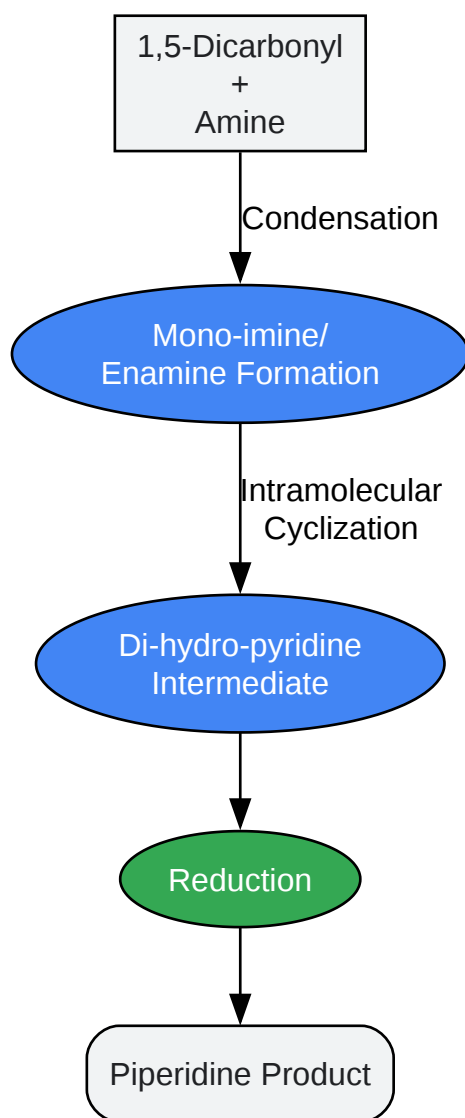 1,5-Dicarbonyl
+
Amine
Condensation
Mono-imine/
Enamine Formation
Intramolecular
Cyclization
Di-hydro-pyridine
Intermediate
Reduction
Piperidine Product